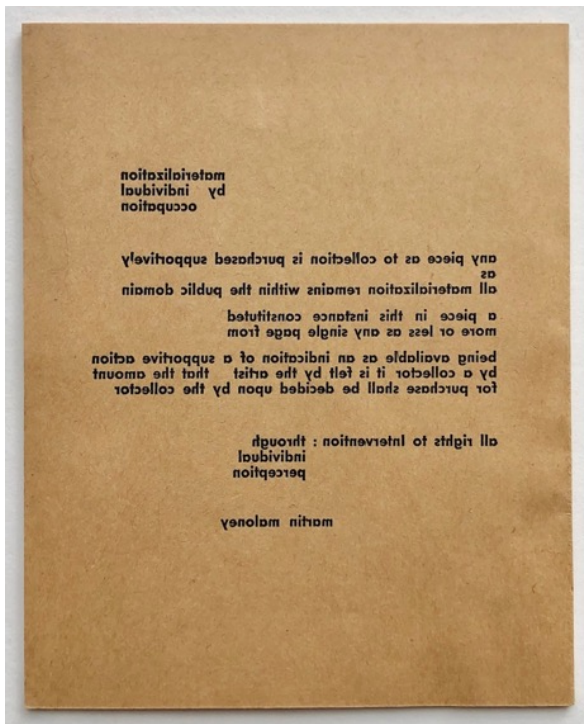 materialization
by individual
occupation
any piece as to collection is purchased supportively
as
all materialization remains within the public domain
a piece in this instance constituted
more or less as any single page from
being available as an indication of a supportive action
by a collector it is felt by the artist that the amount
for purchase shall be decided upon by the collector
all rights to Intervention : through
individual
perception
martin maloney